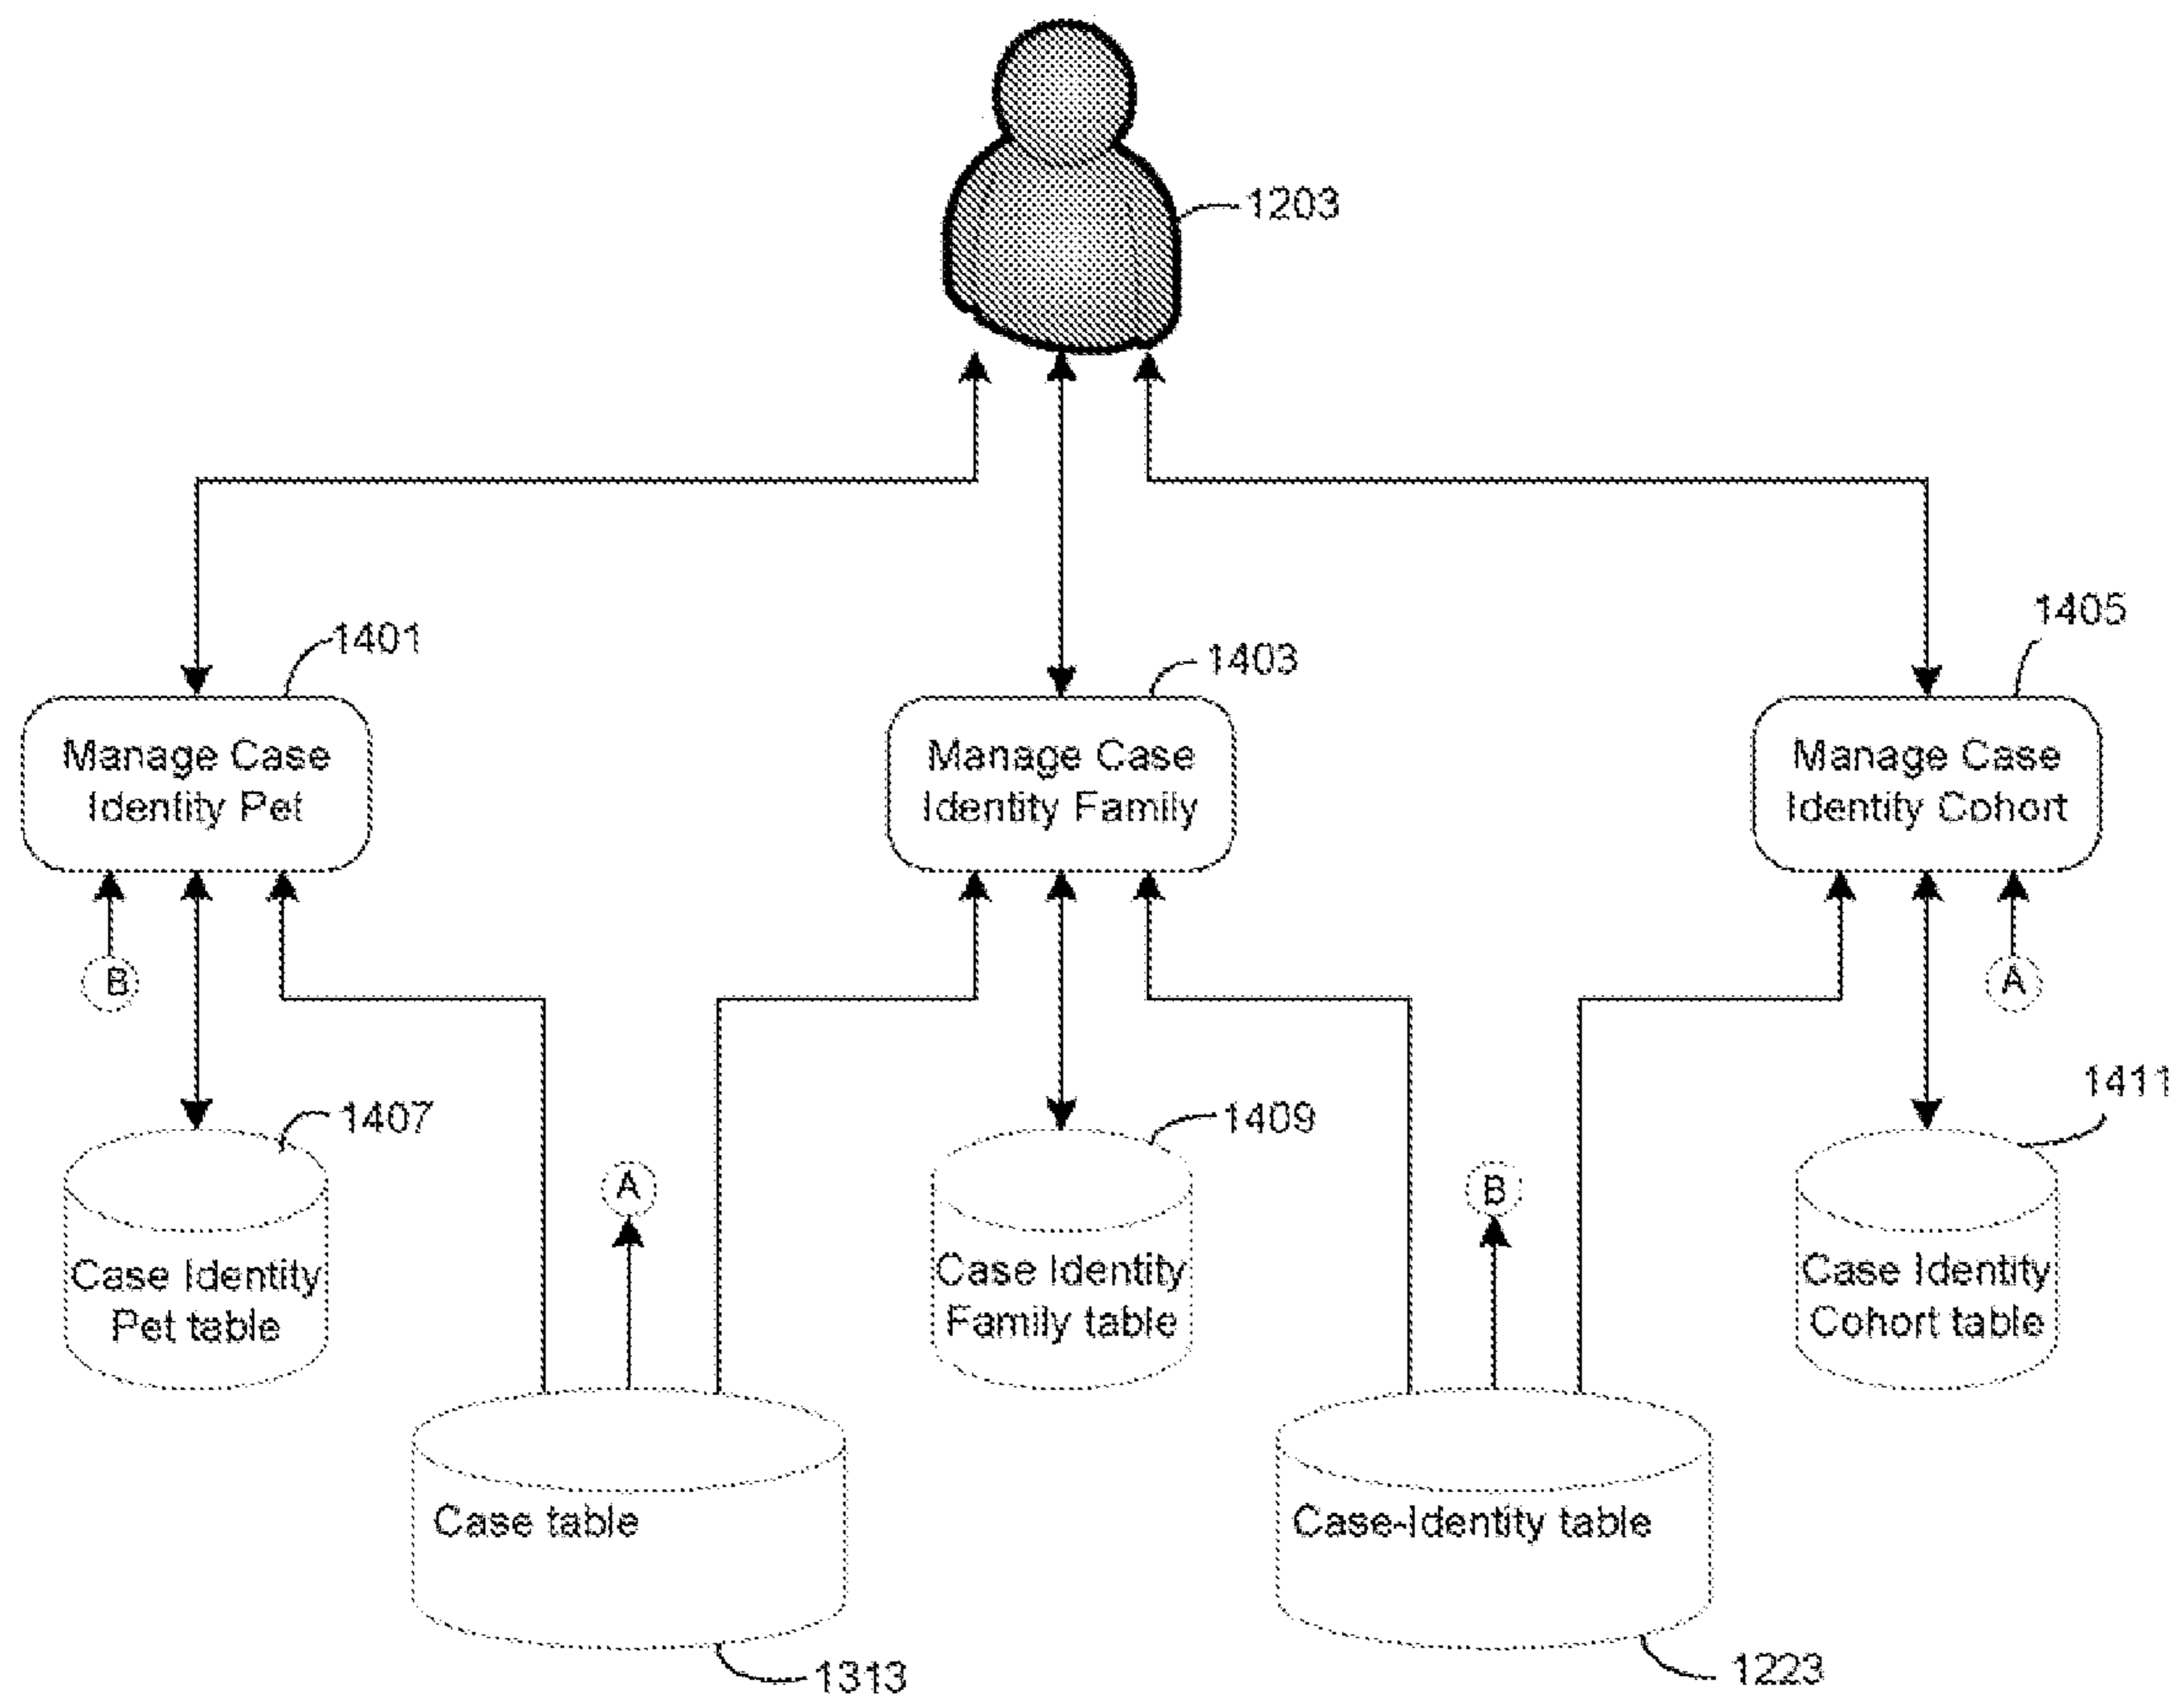 1203
1401
1403
1405
Manage Case
Identity Pet
Manage Case
Identity Family
Manage Case
Identity Cohort
B
A
1407
1409
1411
A
B
Case Identity
Pet table
Case Identity
Family table
Case Identity
Cohort table
Case table
Case-Identity table
1313
1223